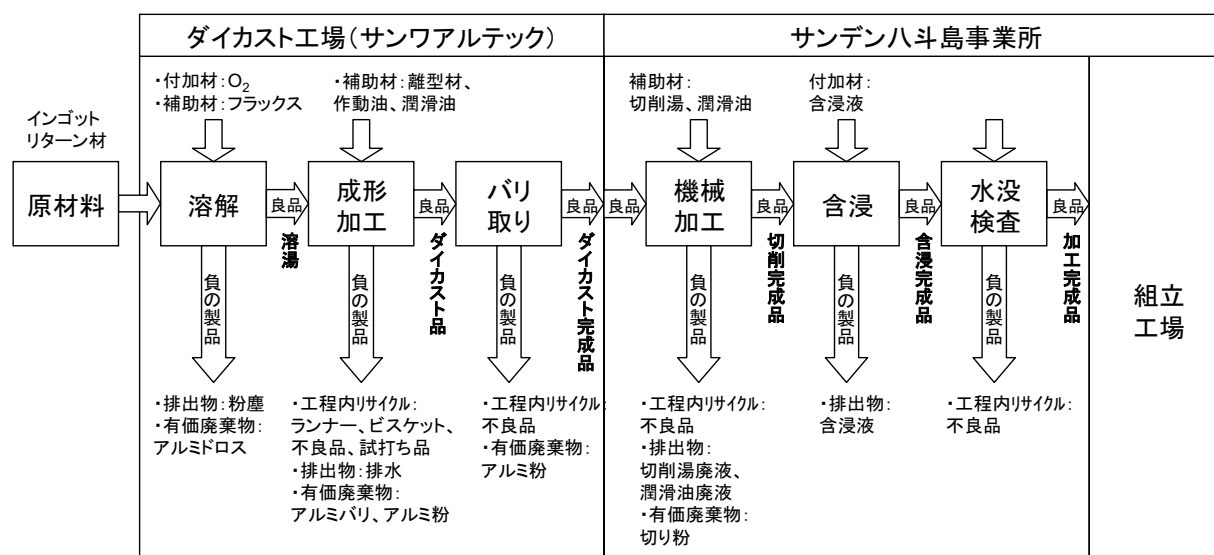 ダイカスト工場(サンワアルテック)
サンデン八斗島事業所
・付加材:O2
・補助材:フラックス
・補助材:離型材、
作動油、潤滑油
補助材:
切削湯、潤滑油
付加材:
含浸液
インゴット
リターン材
原材料
溶解
良品
溶湯
成形
加工
良品
ダイカスト品
バリ
取り
良品
ダイカスト完成品
良品
機械
加工
良品
切削完成品
含浸
良品
含浸完成品
水没
検査
良品
加工完成品
組立
工場
負の製品
負の製品
負の製品
負の製品
負の製品
負の製品
・排出物:粉塵
・有価廃棄物:
アルミドロス
・工程内リサイクル:
ランナー、ビスケット、
不良品、試打ち品
・排出物:排水
・有価廃棄物:
アルミバリ、アルミ粉
・工程内リサイクル:
不良品
・有価廃棄物:
アルミ粉
・工程内リサイクル:
不良品
・排出物:
切削湯廃液、
潤滑油廃液
・有価廃棄物:
切り粉
・排出物:
含浸液
・工程内リサイクル:
不良品